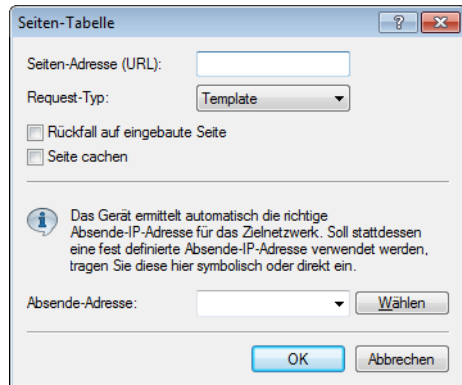 Seiten-Tabelle
Seiten-Adresse (URL):
Request-Typ: Template
Rückfall auf eingebaute Seite
Seite cachen
Das Gerät ermittelt automatisch die richtige
Absende-IP-Adresse für das Zielnetzwerk. Soll stattdessen
eine fest definierte Absende-IP-Adresse verwendet werden,
tragen Sie diese hier symbolisch oder direkt ein.
Absende-Adresse: Wählen
OK Abbrechen